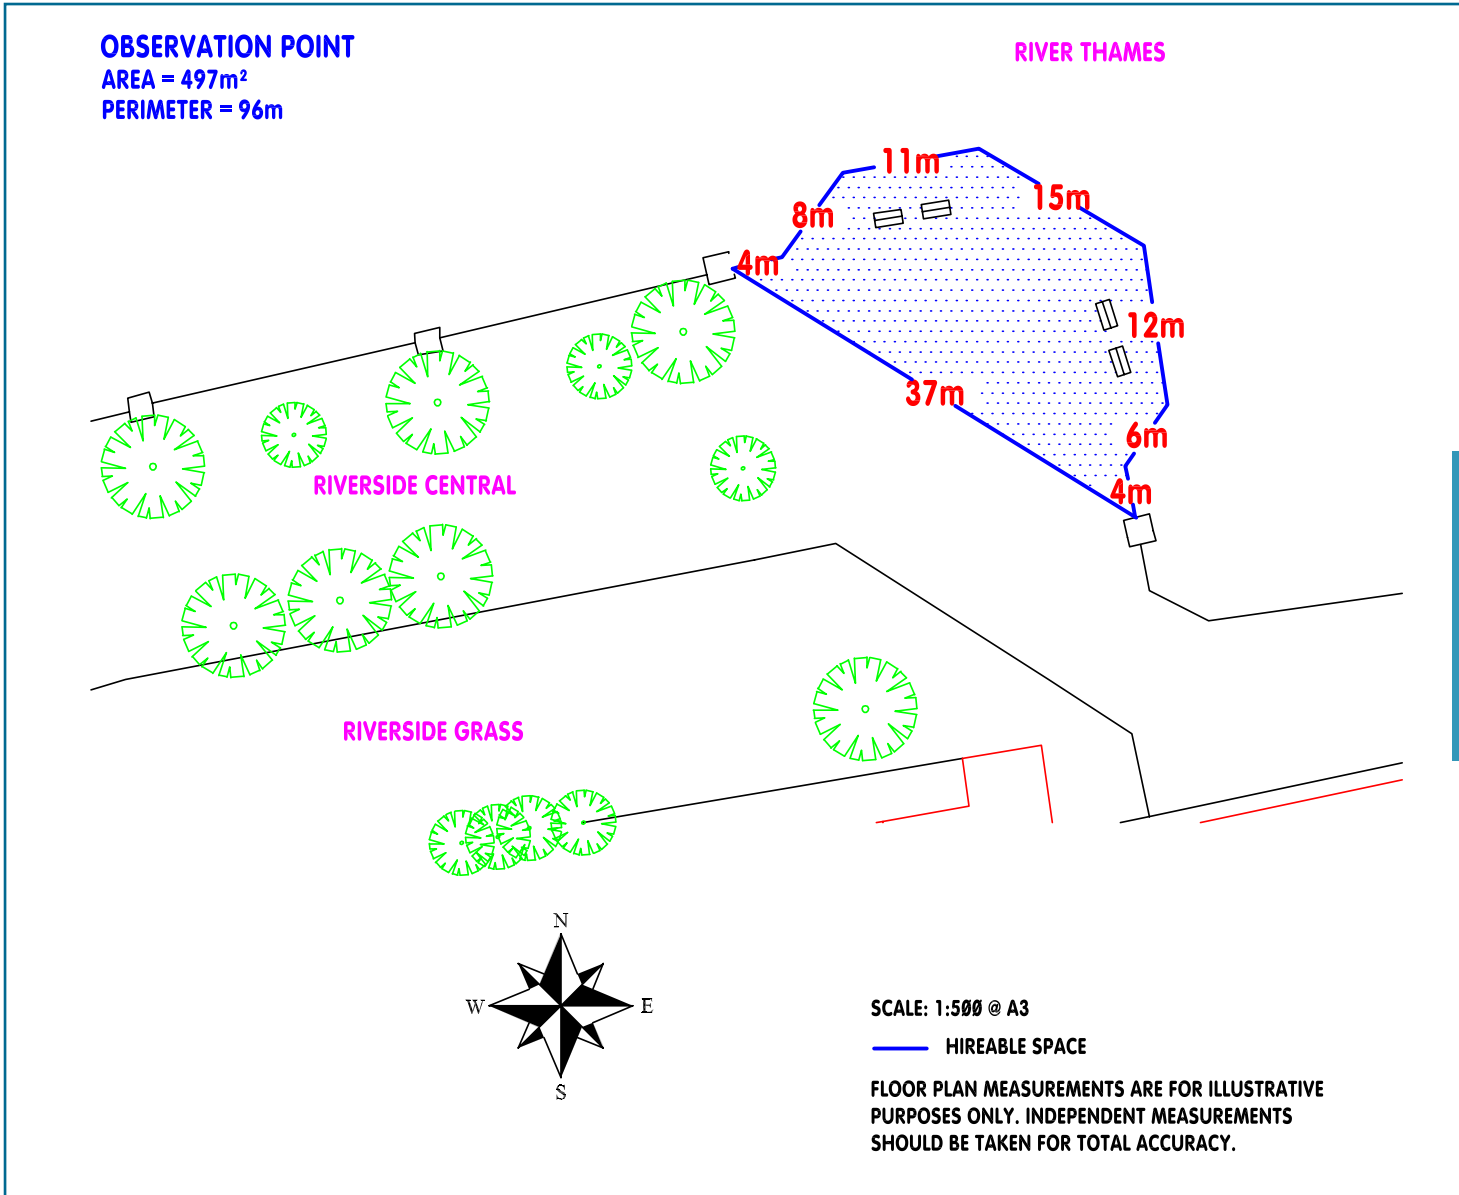 OBSERVATION POINT
AREA = 497m²
PERIMETER = 96m
RIVER THAMES
11m
15m
8m
4m
12m
37m
6m
4m
RIVERSIDE CENTRAL
RIVERSIDE GRASS
N
W
E
S
SCALE: 1:500 @ A3
HIREABLE SPACE
FLOOR PLAN MEASUREMENTS ARE FOR ILLUSTRATIVE
PURPOSES ONLY. INDEPENDENT MEASUREMENTS
SHOULD BE TAKEN FOR TOTAL ACCURACY.